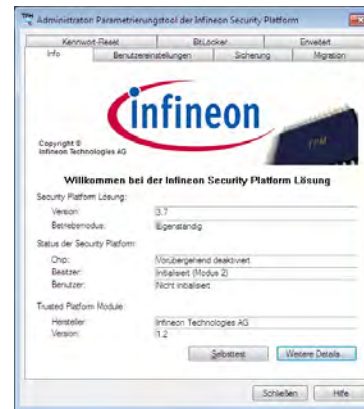 Administrator: Parametrierungstool der Infineon Security Platform
Kennwort-Reset BitLocker Erweitert
Info Benutzereinstellungen Sicherung Migration
infineon
TPM
Copyright ©
Infineon Technologies AG
Willkommen bei der Infineon Security Platform Lösung
Security Platform Lösung:
Version: 3.7
Betriebsmodus: Eigenständig
Status der Security Platform:
Chip: Vorübergehend deaktiviert
Besitzer: Initialisiert (Modus 2)
Benutzer: Nicht initialisiert
Trusted Platform Module:
Hersteller: Infineon Technologies AG
Version: 1.2
Selbsttest Weitere Details...
Schließen Hilfe